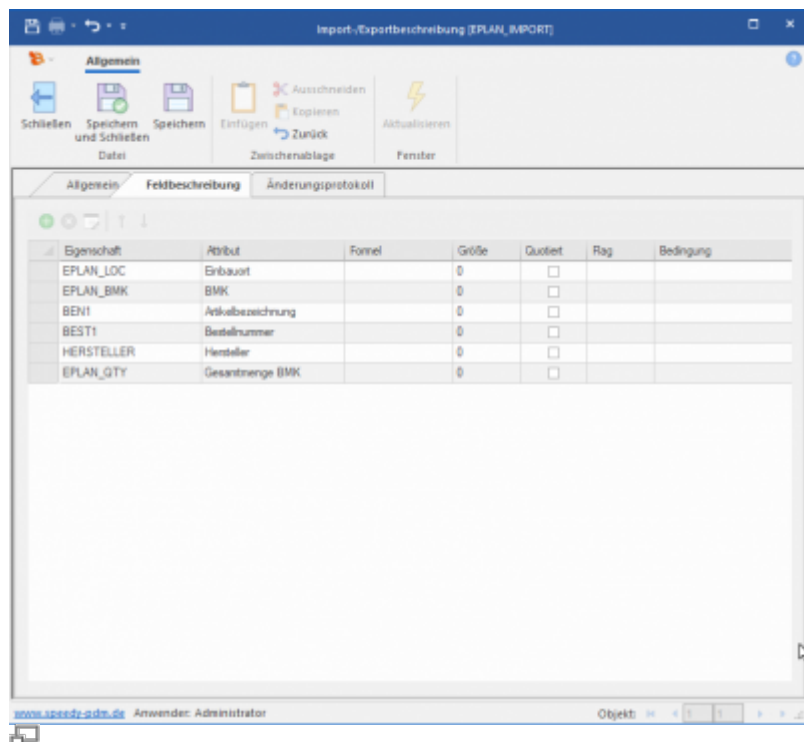 Import-/Exportbeschreibung [EPLAN_IMPORT]
Allgemein
Schließen Speichern und Schließen Speichern Einfügen Ausschneiden Kopieren Zurück Aktualisieren
Datei Zwischenablage Fenster
Allgemein Feldbeschreibung Änderungsprotokoll
Eigenschaft Attribut Formel Größe Quotiert Flag Bedingung
EPLAN_LOC Einbauort 0
EPLAN_BMK BMK 0
BEN1 Artikelbezeichnung 0
BEST1 Bestellnummer 0
HERSTELLER Hersteller 0
EPLAN_QTY Gesamtmenge BMK 0
www.speedy-pdm.de Anwender: Administrator Objekt: 1 1